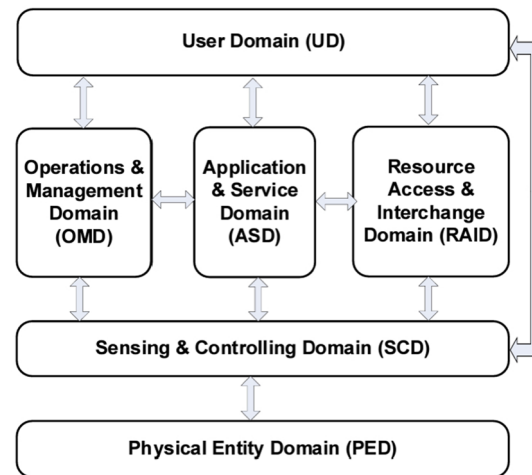 User Domain (UD)
Operations &
Management
Domain
(OMD)
Application
& Service
Domain
(ASD)
Resource
Access &
Interchange
Domain (RAID)
Sensing & Controlling Domain (SCD)
Physical Entity Domain (PED)